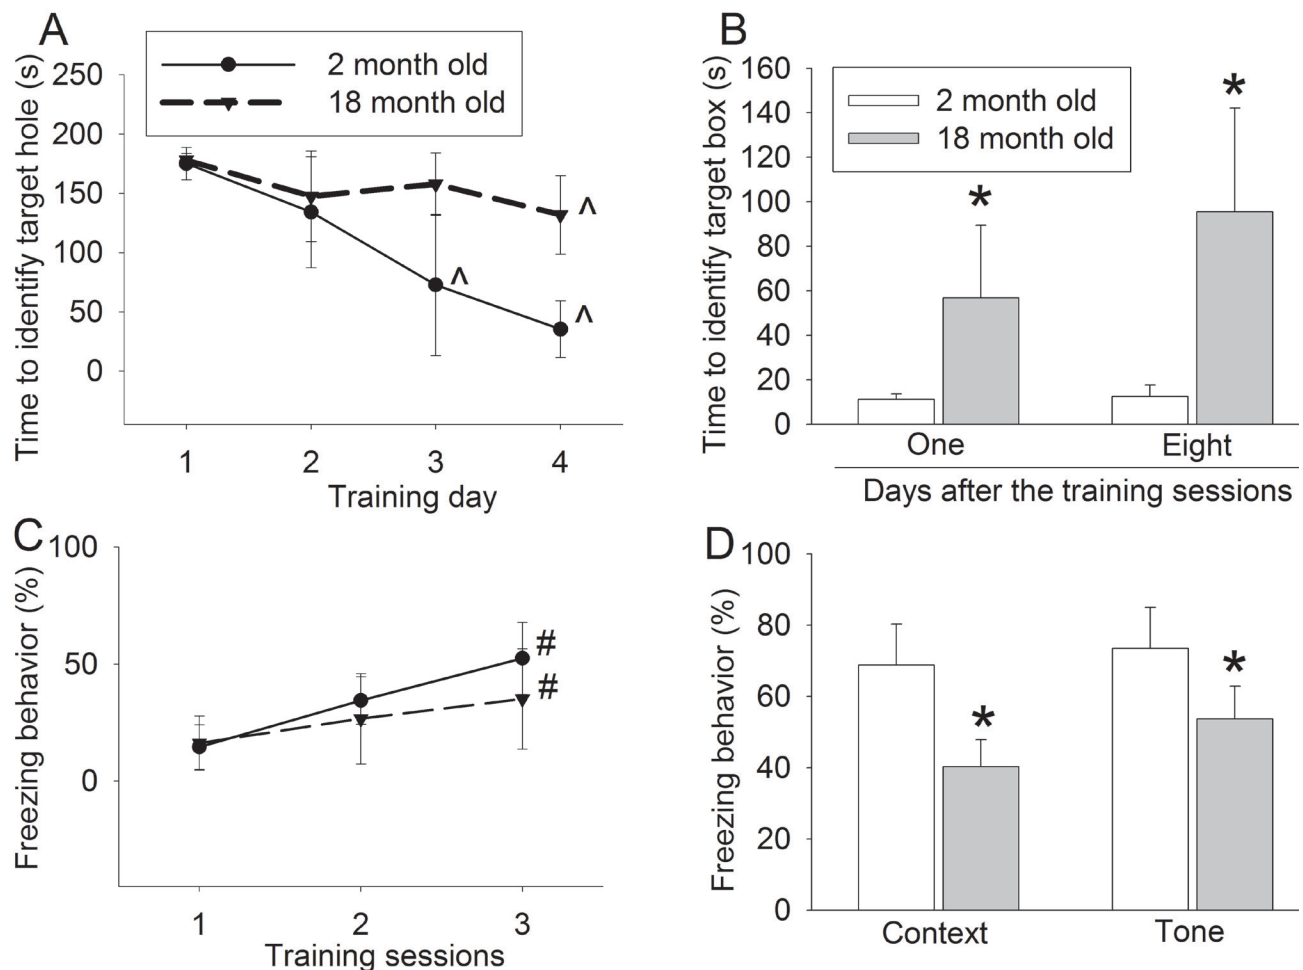 A
Time to identify target hole (s)
2 month old
18 month old
250
200
150
100
50
0
^
^
^
1 2 3 4
Training day
B
Time to identify target box (s)
2 month old
18 month old
160
140
120
100
80
60
40
20
0
*
*
One Eight
Days after the training sessions
C
Freezing behavior (%)
100
50
0
#
#
1 2 3
Training sessions
D
Freezing behavior (%)
100
80
60
40
20
0
*
*
Context Tone